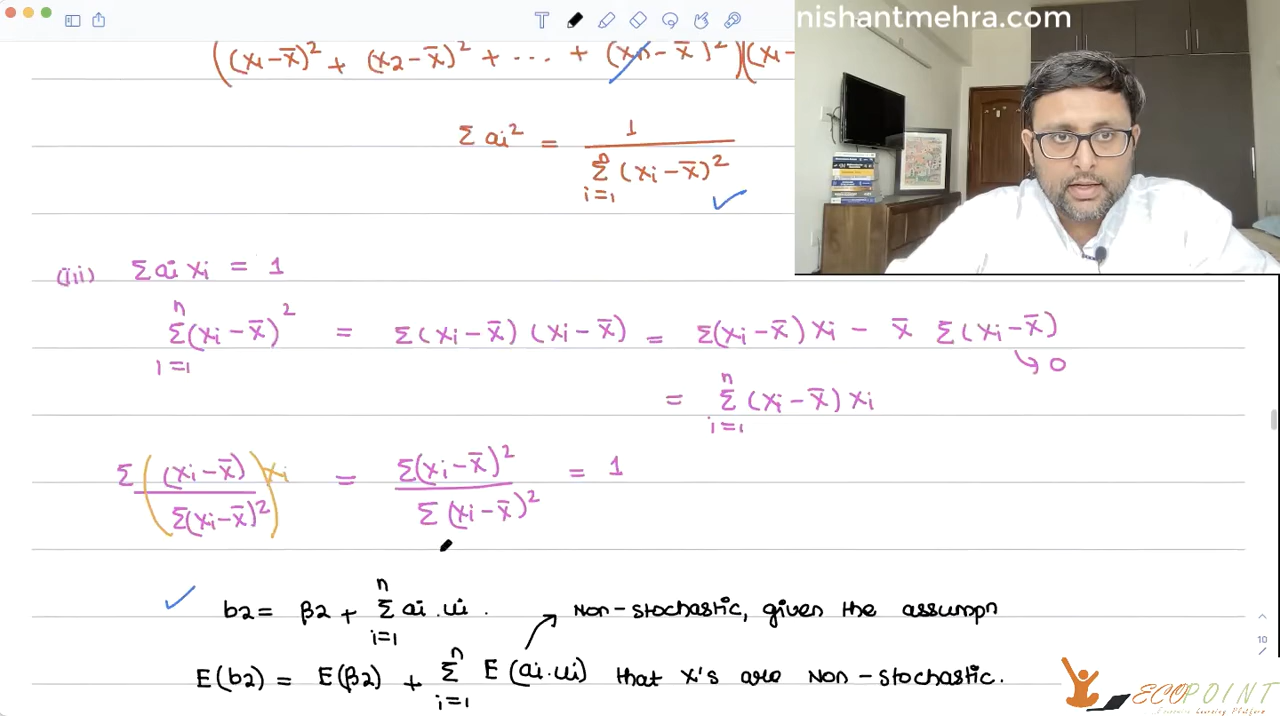 nishantmehra.com
((xi-x̄)² + (x2-x̄)² + ... + (xn-x̄)²)(xi-
Σ ai² = 1 / Σ_{i=1}^{n} (xi-x̄)²
(iii) Σ ai xi = 1
Σ_{i=1}^{n} (xi-x̄)² = Σ(xi-x̄)(xi-x̄) = Σ(xi-x̄)xi - x̄ Σ(xi-x̄)
↘ 0
= Σ_{i=1}^{n} (xi-x̄) xi
Σ ((xi-x̄) / Σ(xi-x̄)²) xi = Σ(xi-x̄)² / Σ(xi-x̄)² = 1
b2 = β2 + Σ_{i=1}^{n} ai.ui. Non-stochastic, given the assumpn
E(b2) = E(β2) + Σ_{i=1}^{n} E(ai.ui) that x's are Non-stochastic.
10
ECOPOINT